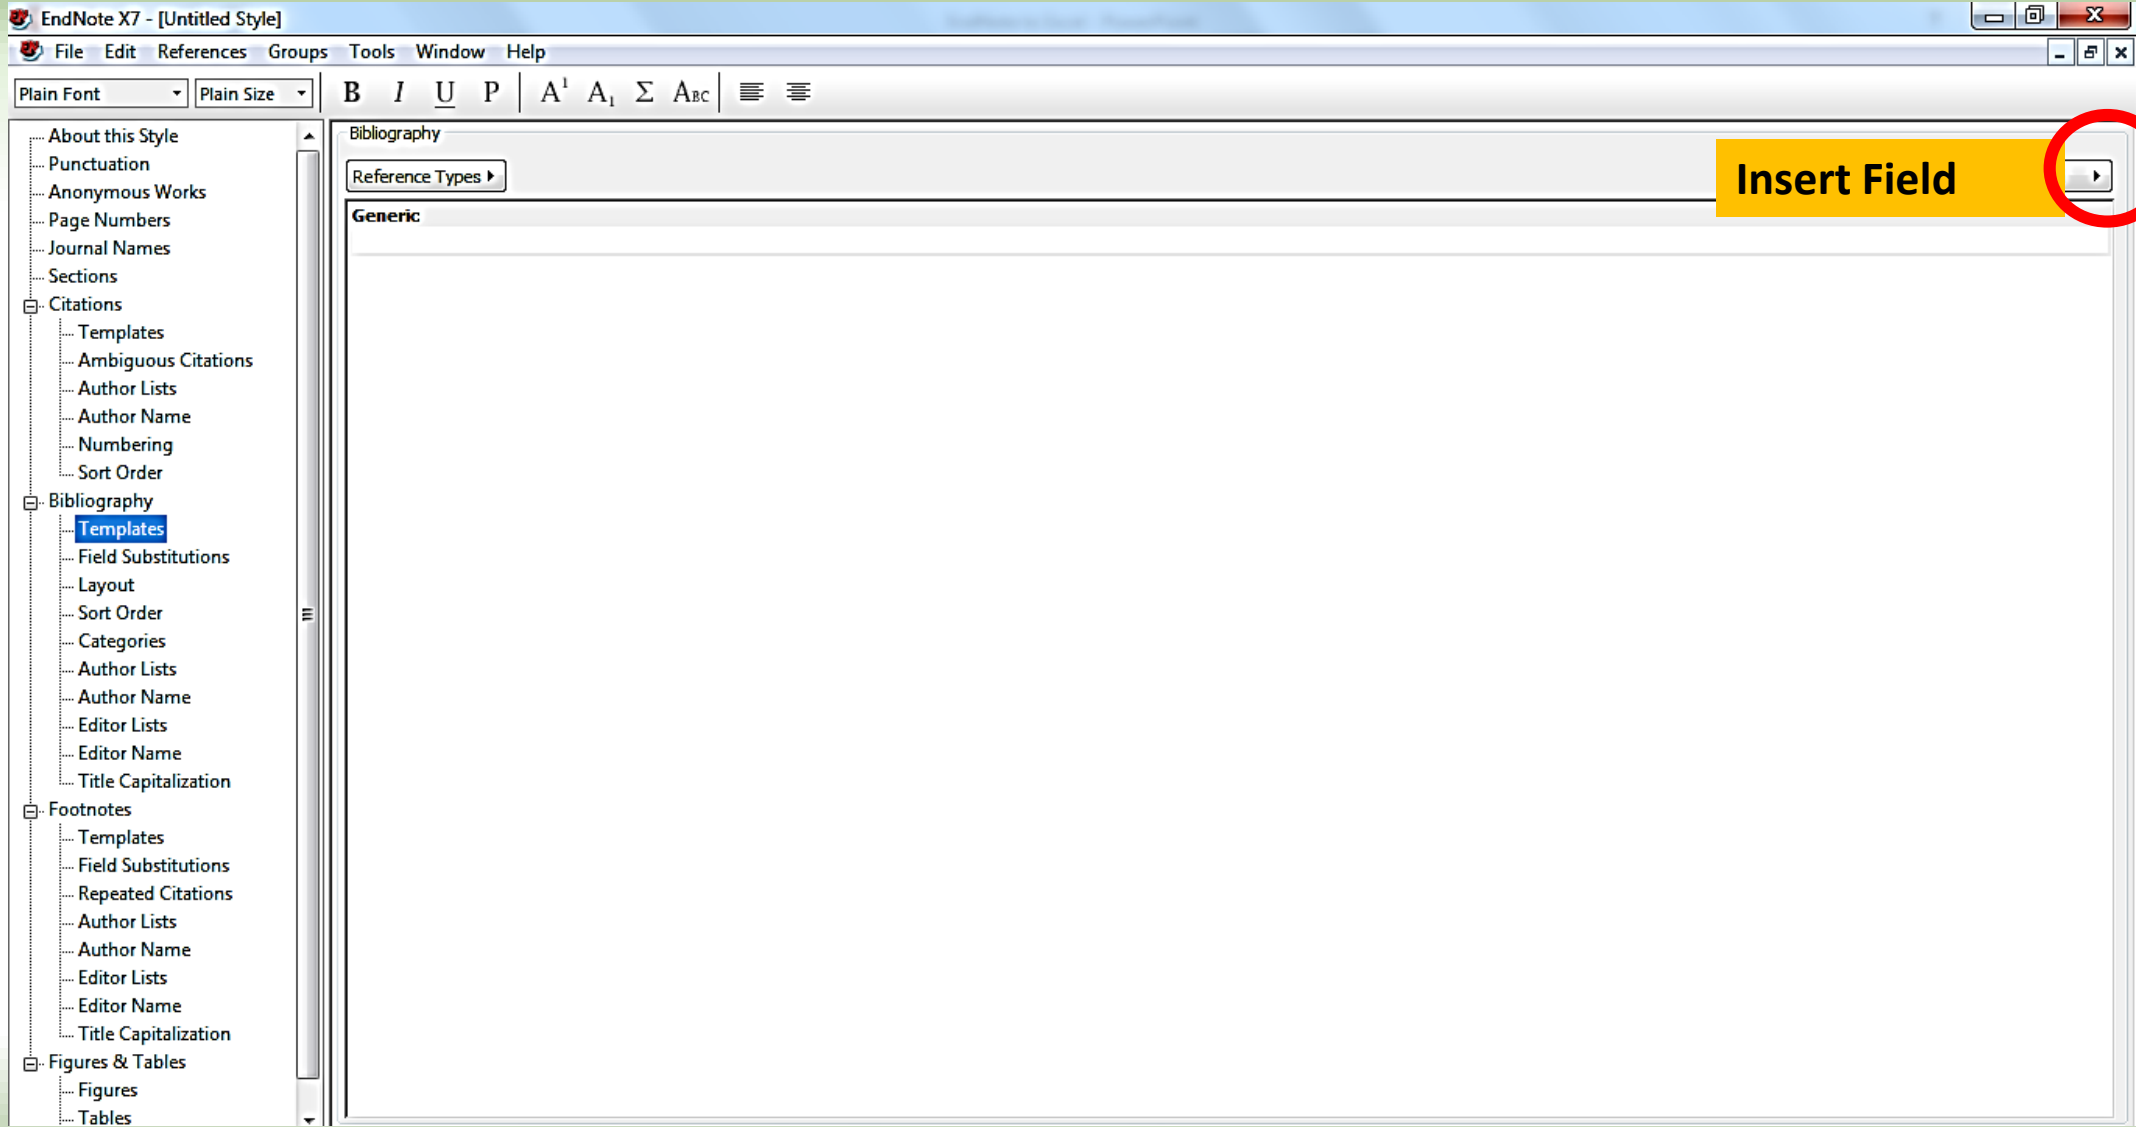 EndNote X7 - [Untitled Style]
File Edit References Groups Tools Window Help
Plain Font Plain Size B I U P A¹ A₁ Σ ABC
About this Style
Punctuation
Anonymous Works
Page Numbers
Journal Names
Sections
Citations
Templates
Ambiguous Citations
Author Lists
Author Name
Numbering
Sort Order
Bibliography
Templates
Field Substitutions
Layout
Sort Order
Categories
Author Lists
Author Name
Editor Lists
Editor Name
Title Capitalization
Footnotes
Templates
Field Substitutions
Repeated Citations
Author Lists
Author Name
Editor Lists
Editor Name
Title Capitalization
Figures & Tables
Figures
Tables
Bibliography
Reference Types
Insert Field
Generic